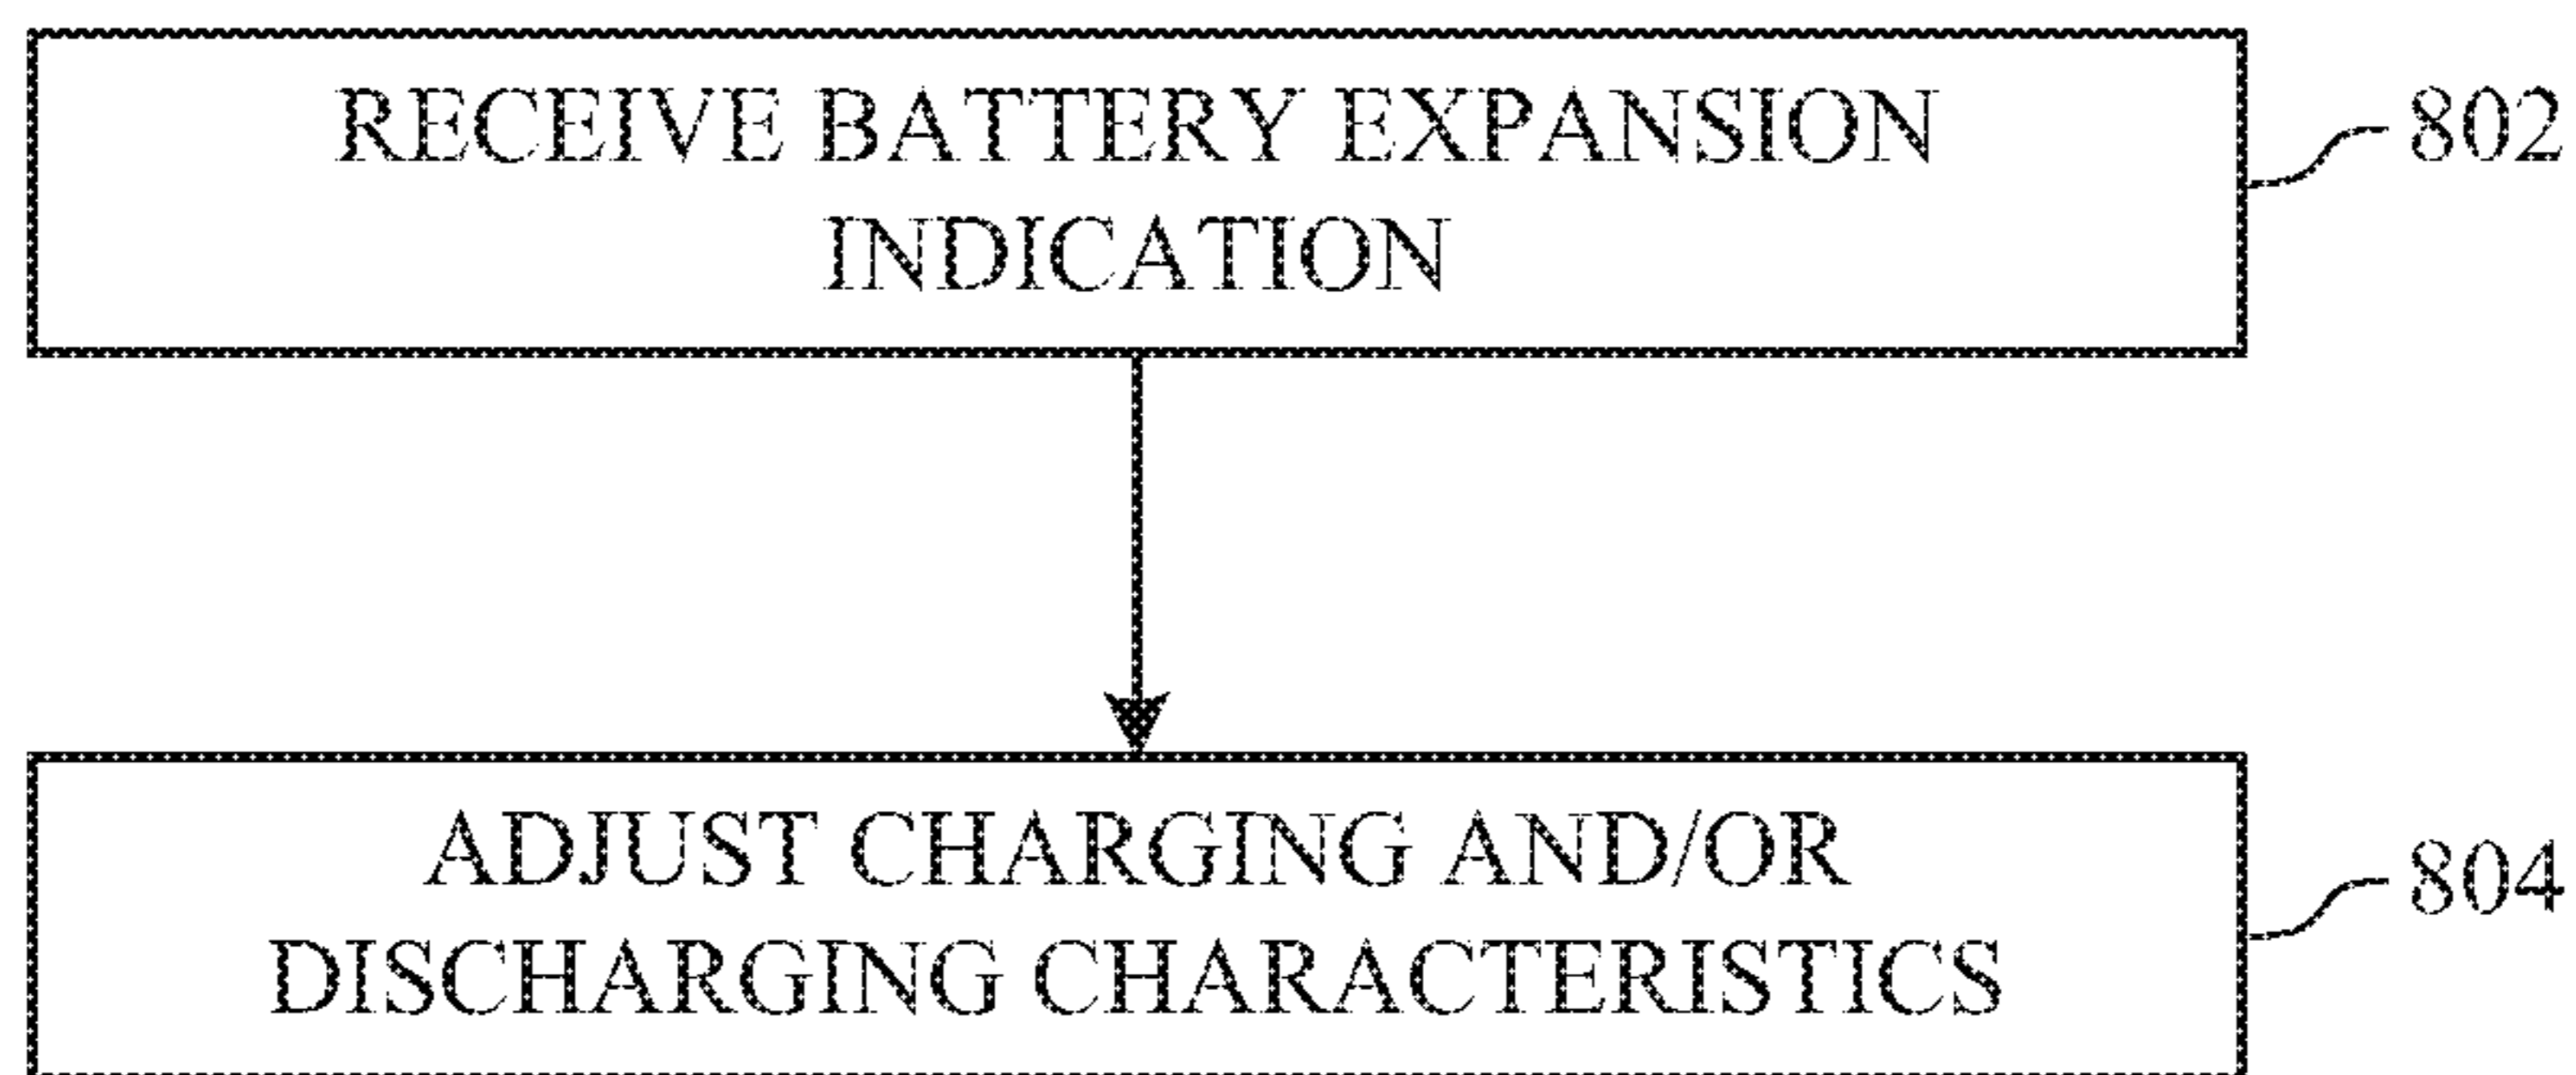 RECEIVE BATTERY EXPANSION
INDICATION
802
ADJUST CHARGING AND/OR
DISCHARGING CHARACTERISTICS
804